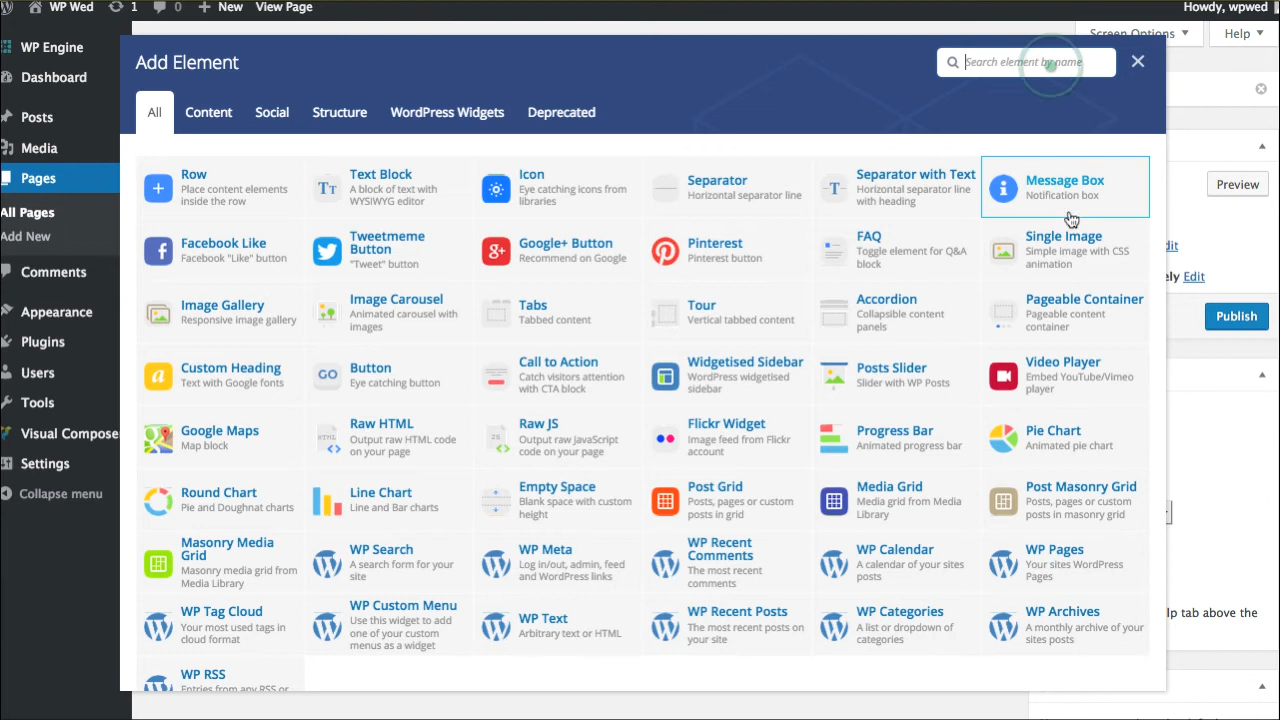 WP Wed 1 0 New View Page Howdy, wpwed
WP Engine
Dashboard
Posts
Media
Pages
All Pages
Add New
Comments
Appearance
Plugins
Users
Tools
Visual Compose
Settings
Collapse menu
Screen Options Help
Add Element
Search element by name
All Content Social Structure WordPress Widgets Deprecated
Row
Place content elements
inside the row
Text Block
A block of text with
WYSIWYG editor
Icon
Eye catching icons from
libraries
Separator
Horizontal separator line
Separator with Text
Horizontal separator line
with heading
Message Box
Notification box
Facebook Like
Facebook "Like" button
Tweetmeme
Button
"Tweet" button
Google+ Button
Recommend on Google
Pinterest
Pinterest button
FAQ
Toggle element for Q&A
block
Single Image
Simple image with CSS
animation
Image Gallery
Responsive image gallery
Image Carousel
Animated carousel with
images
Tabs
Tabbed content
Tour
Vertical tabbed content
Accordion
Collapsible content
panels
Pageable Container
Pageable content
container
Custom Heading
Text with Google fonts
GO
Button
Eye catching button
Call to Action
Catch visitors attention
with CTA block
Widgetised Sidebar
WordPress widgetised
sidebar
Posts Slider
Slider with WP Posts
Video Player
Embed YouTube/Vimeo
player
Google Maps
Map block
HTML
Raw HTML
Output raw HTML code
on your page
JS
Raw JS
Output raw JavaScript
code on your page
Flickr Widget
Image feed from Flickr
account
Progress Bar
Animated progress bar
Pie Chart
Animated pie chart
Round Chart
Pie and Doughnat charts
Line Chart
Line and Bar charts
Empty Space
Blank space with custom
height
Post Grid
Posts, pages or custom
posts in grid
Media Grid
Media grid from Media
Library
Post Masonry Grid
Posts, pages or custom
posts in masonry grid
Masonry Media
Grid
Masonry media grid from
Media Library
WP Search
A search form for your
site
WP Meta
Log in/out, admin, feed
and WordPress links
WP Recent
Comments
The most recent
comments
WP Calendar
A calendar of your sites
posts
WP Pages
Your sites WordPress
Pages
WP Tag Cloud
Your most used tags in
cloud format
WP Custom Menu
Use this widget to add
one of your custom
menus as a widget
WP Text
Arbitrary text or HTML
WP Recent Posts
The most recent posts on
your site
WP Categories
A list or dropdown of
categories
WP Archives
A monthly archive of your
sites posts
WP RSS
Entries from any RSS or
Preview
dit
ely Edit
Publish
lp tab above the